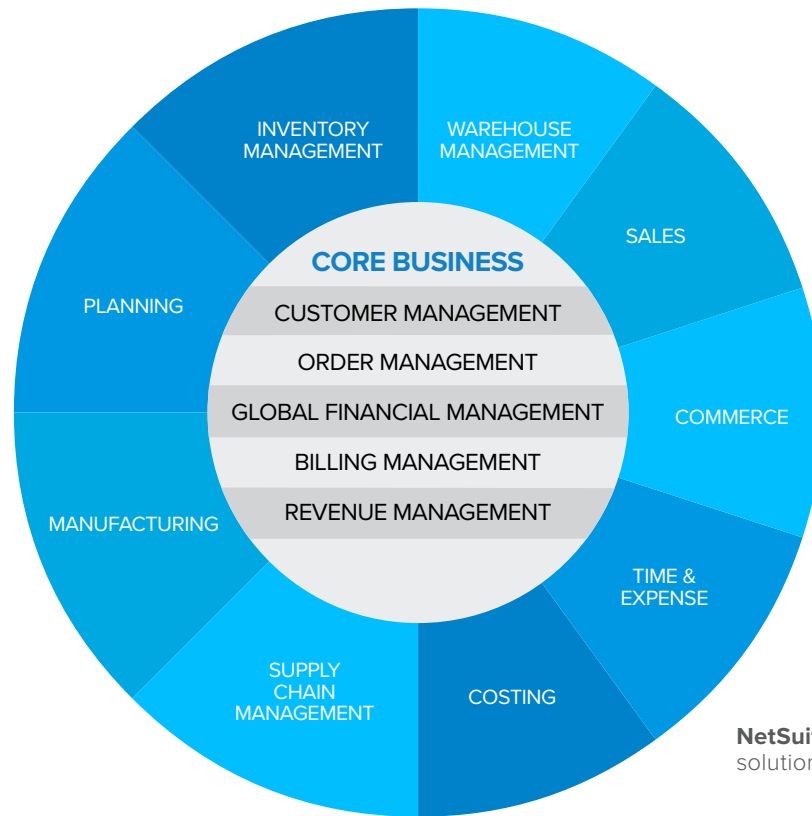 INVENTORY
MANAGEMENT
WAREHOUSE
MANAGEMENT
SALES
COMMERCE
TIME &
EXPENSE
COSTING
SUPPLY
CHAIN
MANAGEMENT
MANUFACTURING
PLANNING
CORE BUSINESS
CUSTOMER MANAGEMENT
ORDER MANAGEMENT
GLOBAL FINANCIAL MANAGEMENT
BILLING MANAGEMENT
REVENUE MANAGEMENT